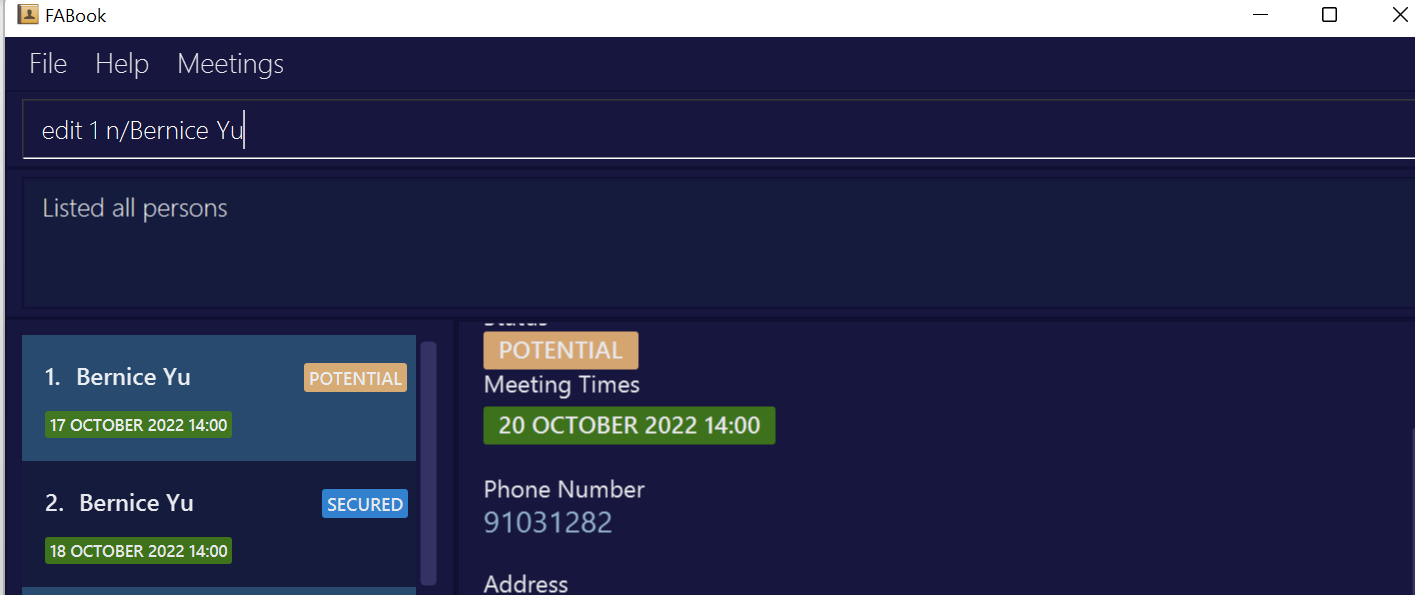 FABook
File Help Meetings
edit 1 n/Bernice Yu
Listed all persons
1. Bernice Yu POTENTIAL
17 OCTOBER 2022 14:00
2. Bernice Yu SECURED
18 OCTOBER 2022 14:00
POTENTIAL
Meeting Times
20 OCTOBER 2022 14:00
Phone Number
91031282
Address